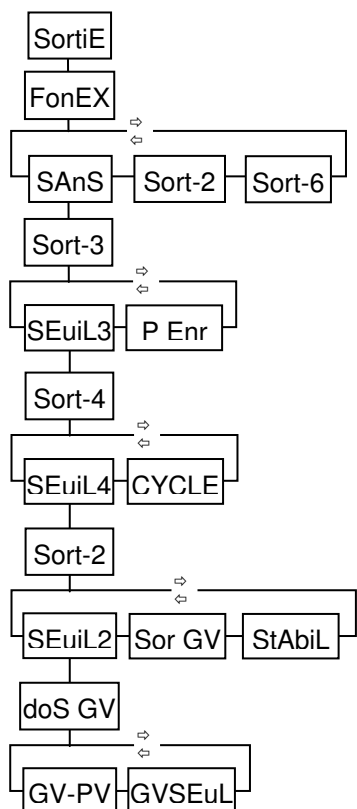 SortiE
FonEX
⇨
⇦
SAnS Sort-2 Sort-6
Sort-3
⇨
⇦
SEuiL3 P Enr
Sort-4
⇨
⇦
SEuiL4 CYCLE
Sort-2
⇨
⇦
SEuiL2 Sor GV StAbiL
doS GV
⇨
⇦
GV-PV GVSEuL